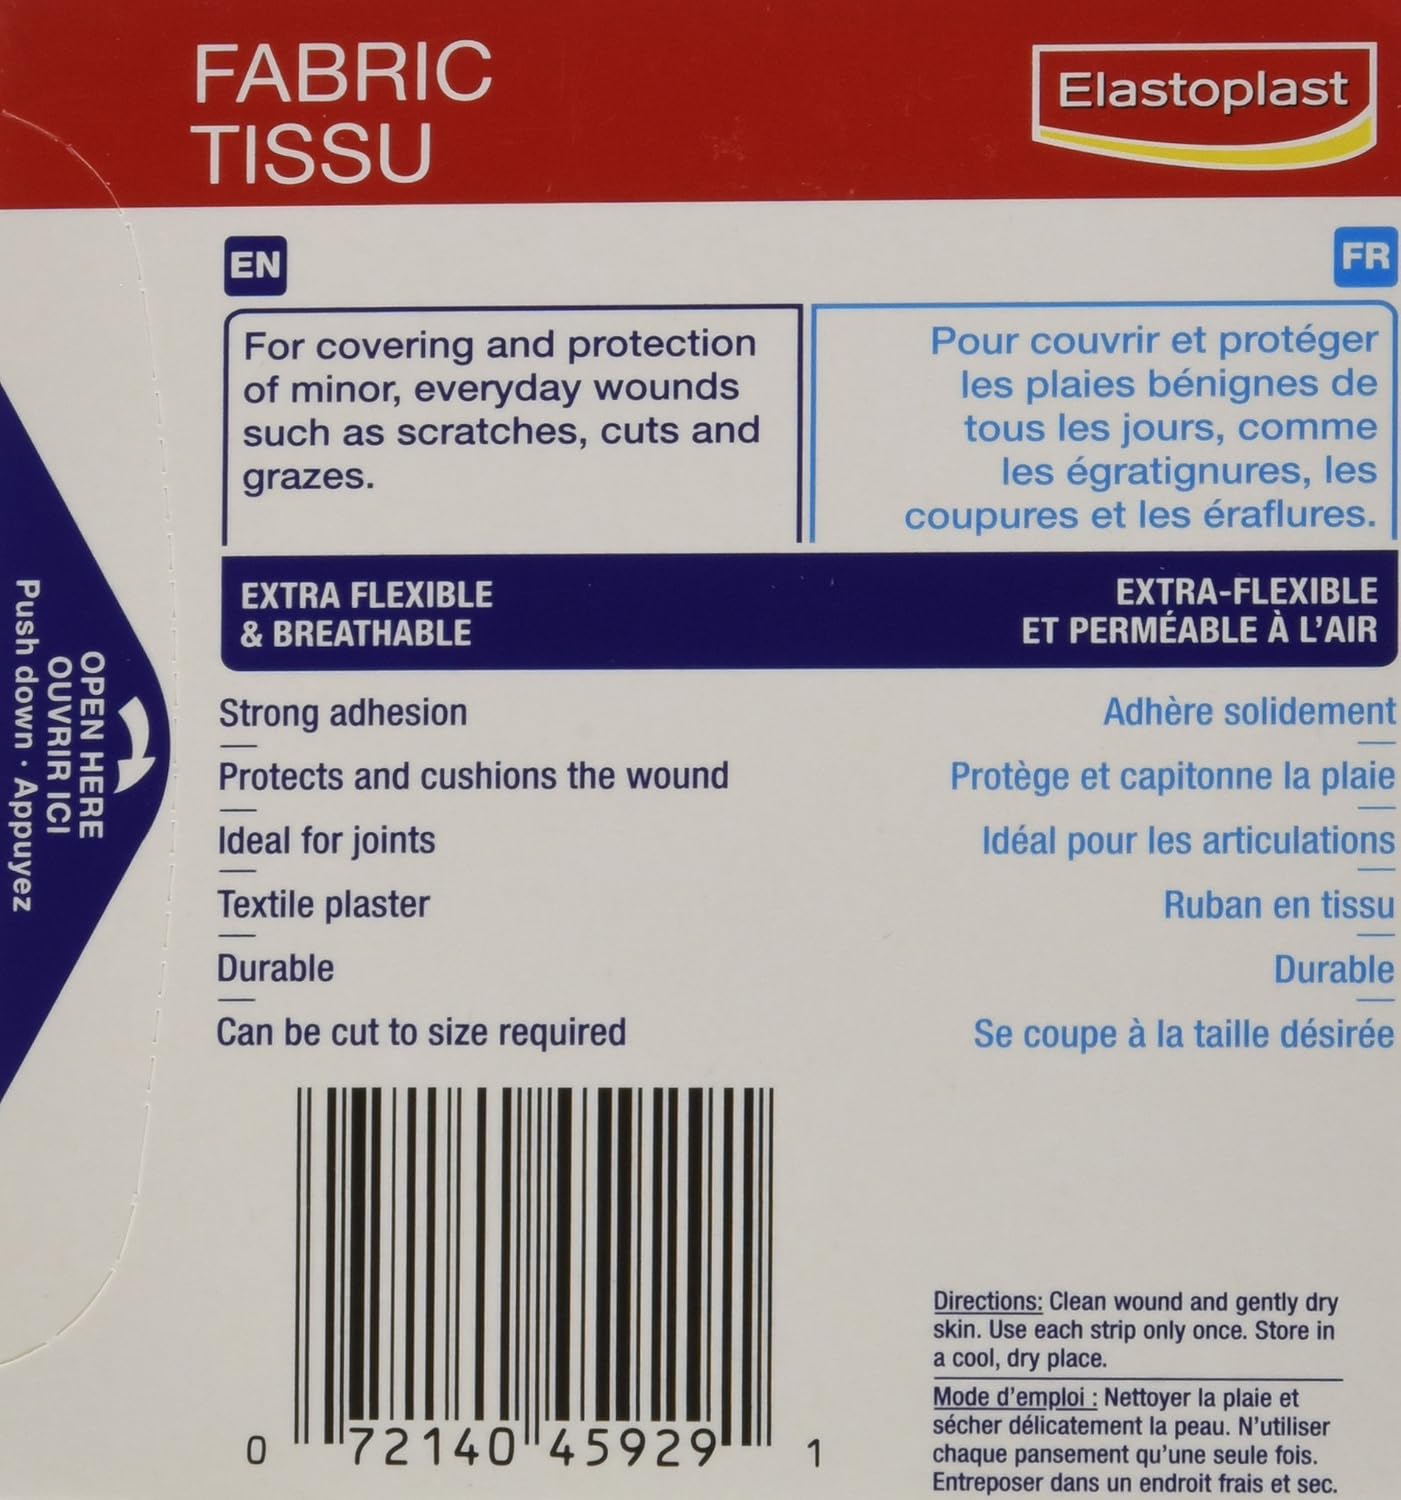 FABRIC
TISSU
Elastoplast
EN
FR
For covering and protection
of minor, everyday wounds
such as scratches, cuts and
grazes.
Pour couvrir et protéger
les plaies bénignes de
tous les jours, comme
les égratignures, les
coupures et les éraflures.
EXTRA FLEXIBLE
& BREATHABLE
EXTRA-FLEXIBLE
ET PERMÉABLE À L'AIR
Strong adhesion
Protects and cushions the wound
Ideal for joints
Textile plaster
Durable
Can be cut to size required
Adhère solidement
Protège et capitonne la plaie
Idéal pour les articulations
Ruban en tissu
Durable
Se coupe à la taille désirée
OPEN HERE
OUVRIR ICI
Push down · Appuyez
0 72140 45929 1
Directions: Clean wound and gently dry
skin. Use each strip only once. Store in
a cool, dry place.
Mode d'emploi : Nettoyer la plaie et
sécher délicatement la peau. N'utiliser
chaque pansement qu'une seule fois.
Entreposer dans un endroit frais et sec.